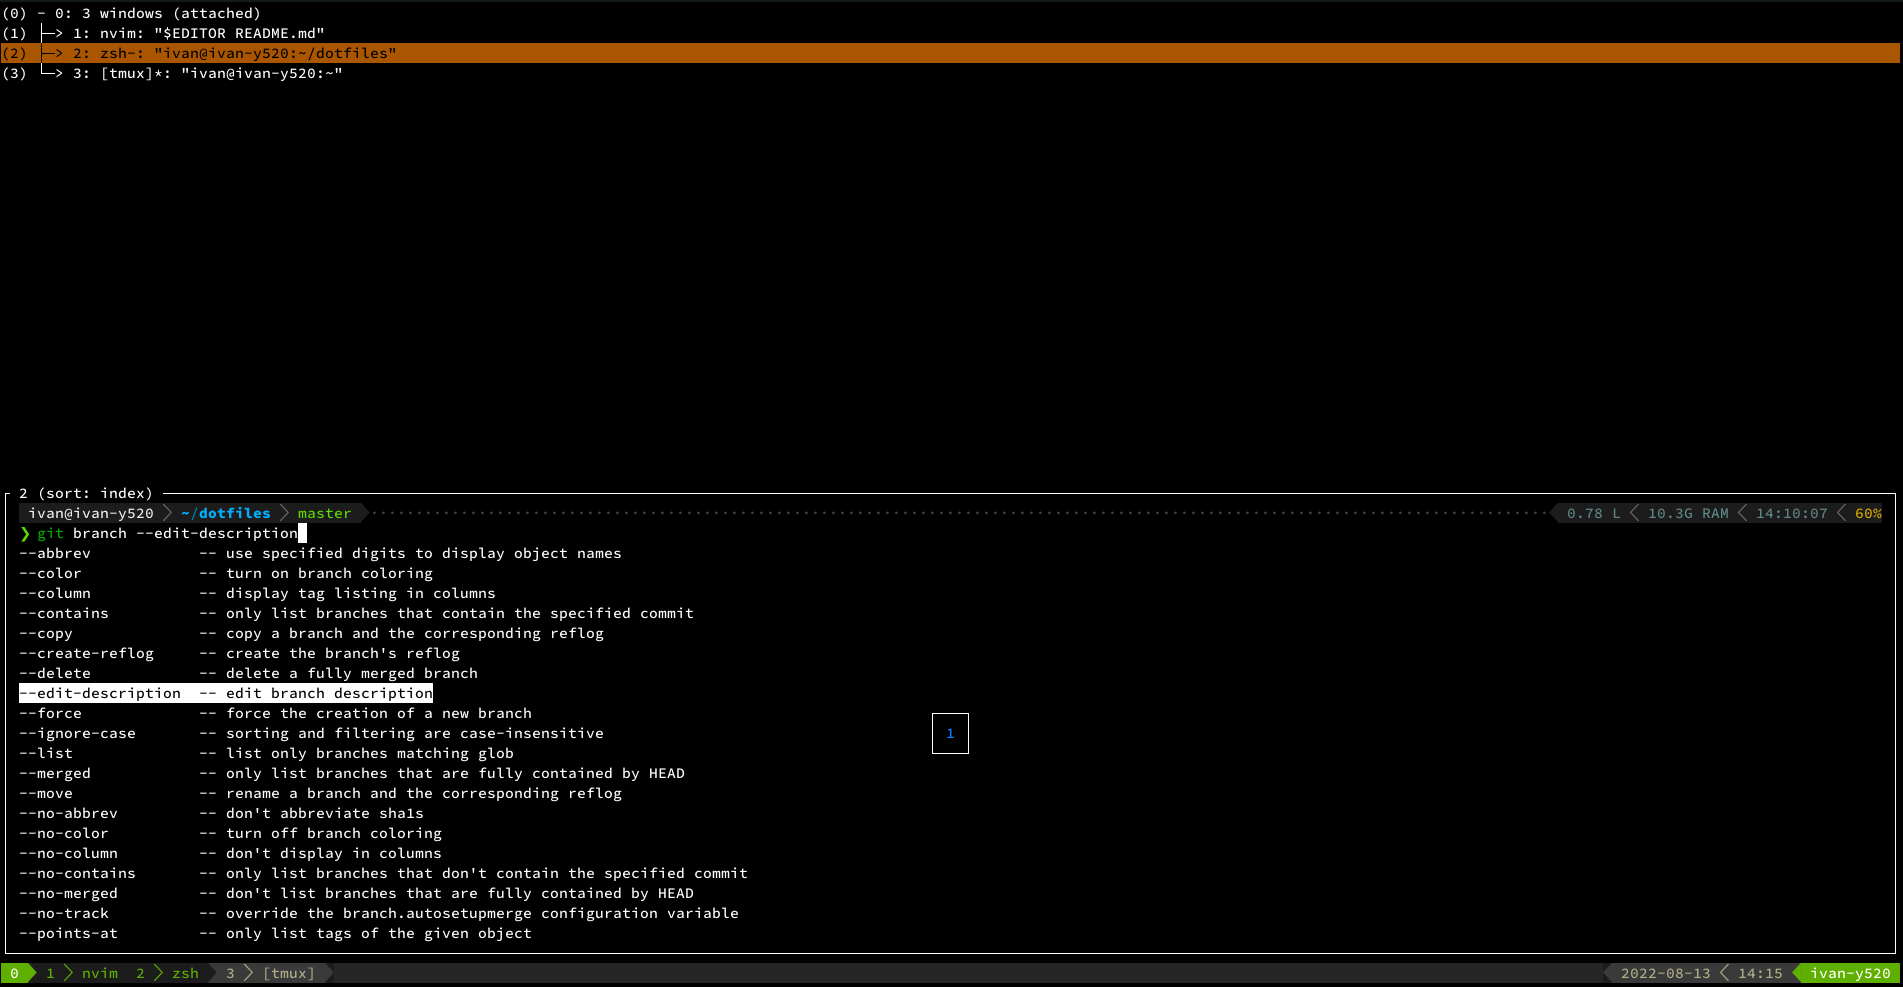 (0) - 0: 3 windows (attached)
(1) ├─> 1: nvim: "$EDITOR README.md"
(2) ├─> 2: zsh-: "ivan@ivan-y520:~/dotfiles"
(3) └─> 3: [tmux]*: "ivan@ivan-y520:~"
2 (sort: index)
ivan@ivan-y520 ~/dotfiles master 0.78 L 10.3G RAM 14:10:07 60%
❯ git branch --edit-description
--abbrev -- use specified digits to display object names
--color -- turn on branch coloring
--column -- display tag listing in columns
--contains -- only list branches that contain the specified commit
--copy -- copy a branch and the corresponding reflog
--create-reflog -- create the branch's reflog
--delete -- delete a fully merged branch
--edit-description -- edit branch description
--force -- force the creation of a new branch
--ignore-case -- sorting and filtering are case-insensitive
--list -- list only branches matching glob
--merged -- only list branches that are fully contained by HEAD
--move -- rename a branch and the corresponding reflog
--no-abbrev -- don't abbreviate sha1s
--no-color -- turn off branch coloring
--no-column -- don't display in columns
--no-contains -- only list branches that don't contain the specified commit
--no-merged -- don't list branches that are fully contained by HEAD
--no-track -- override the branch.autosetupmerge configuration variable
--points-at -- only list tags of the given object
1
0 1 nvim 2 zsh 3 [tmux] 2022-08-13 14:15 ivan-y520